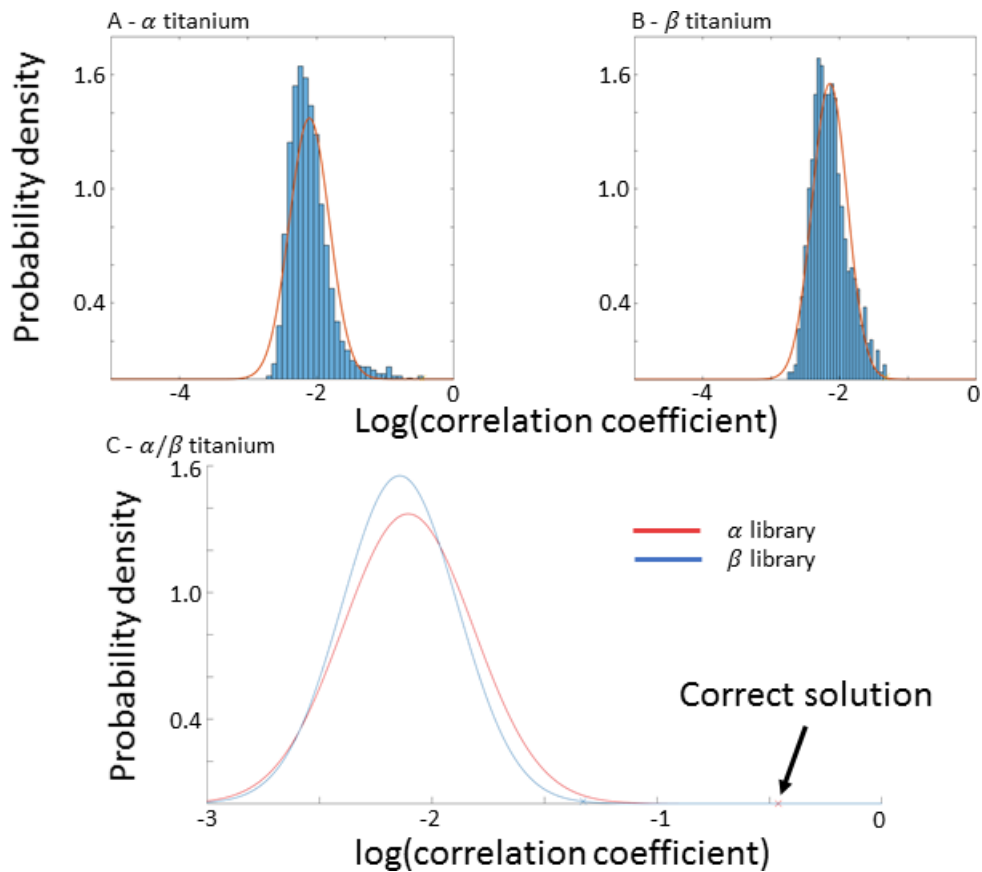 A - α titanium
B - β titanium
Probability density
1.6
1.0
0.4
-4
-2
0
1.6
1.0
0.4
-4
-2
0
Log(correlation coefficient)
C - α/β titanium
Probability density
1.6
1.0
0.4
α library
β library
Correct solution
-3
-2
-1
0
log(correlation coefficient)